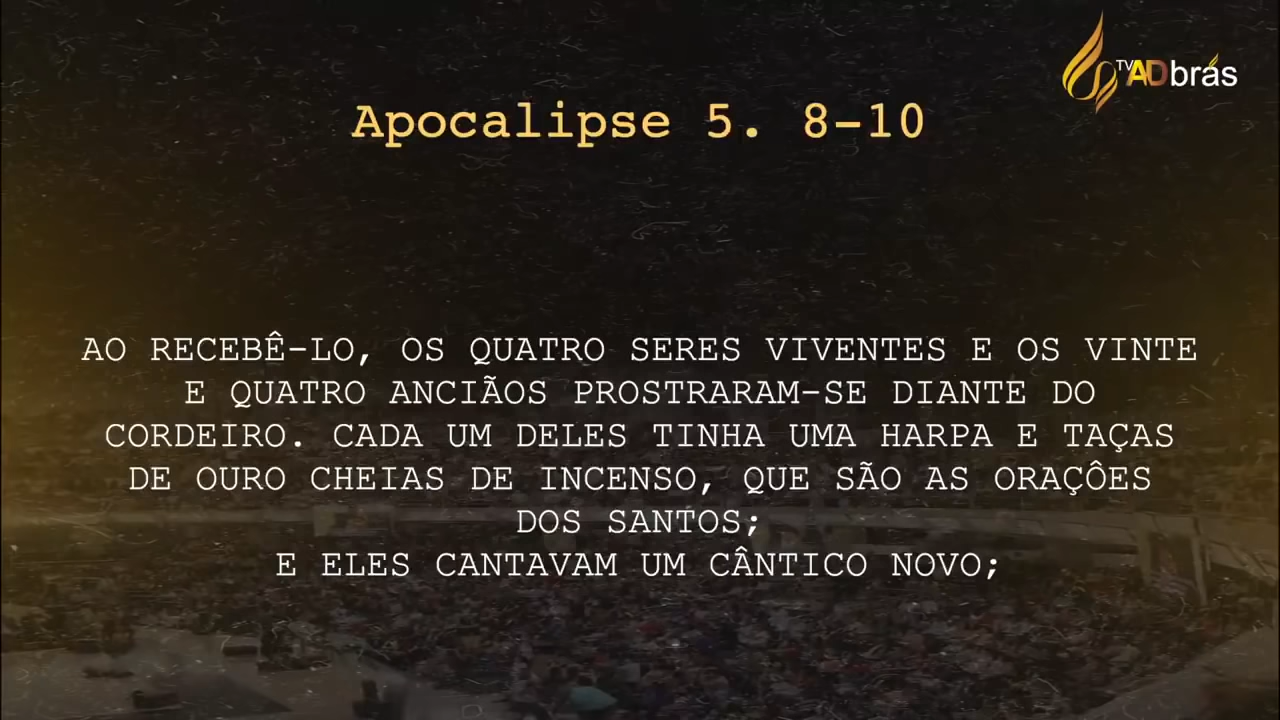 TV ADbrás
Apocalipse 5. 8-10
AO RECEBÊ-LO, OS QUATRO SERES VIVENTES E OS VINTE
E QUATRO ANCIÃOS PROSTRARAM-SE DIANTE DO
CORDEIRO. CADA UM DELES TINHA UMA HARPA E TAÇAS
DE OURO CHEIAS DE INCENSO, QUE SÃO AS ORAÇÔES
DOS SANTOS;
E ELES CANTAVAM UM CÂNTICO NOVO;